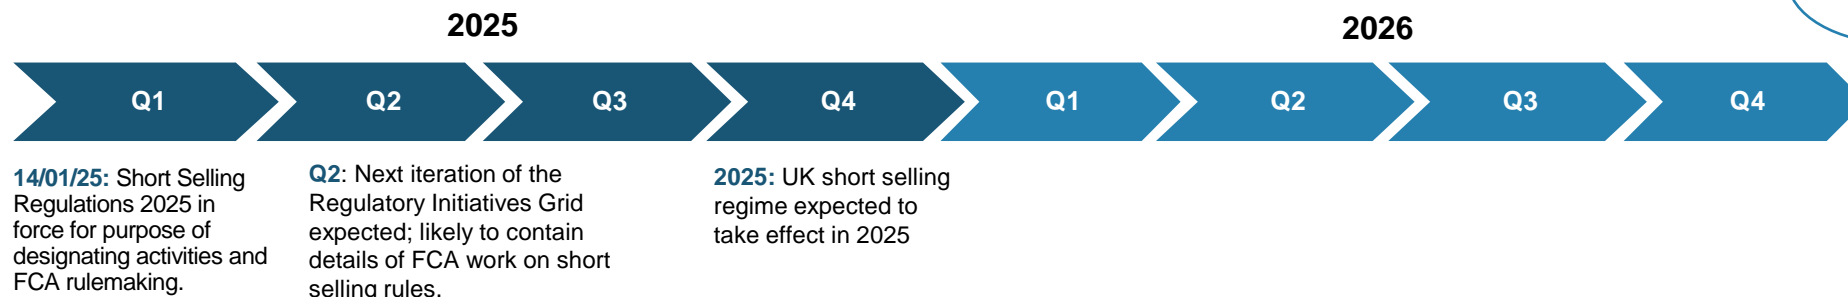 2025
2026
Q1
Q2
Q3
Q4
Q1
Q2
Q3
Q4
14/01/25: Short Selling
Regulations 2025 in
force for purpose of
designating activities and
FCA rulemaking.
Q2: Next iteration of the
Regulatory Initiatives Grid
expected; likely to contain
details of FCA work on short
selling rules.
2025: UK short selling
regime expected to
take effect in 2025